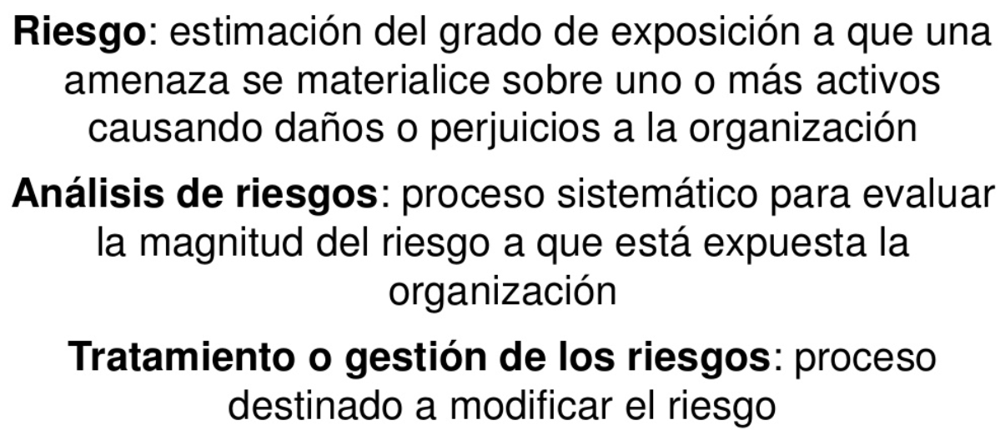 Riesgo: estimación del grado de exposición a que una
amenaza se materialice sobre uno o más activos
causando daños o perjuicios a la organización
Análisis de riesgos: proceso sistemático para evaluar
la magnitud del riesgo a que está expuesta la
organización
Tratamiento o gestión de los riesgos: proceso
destinado a modificar el riesgo